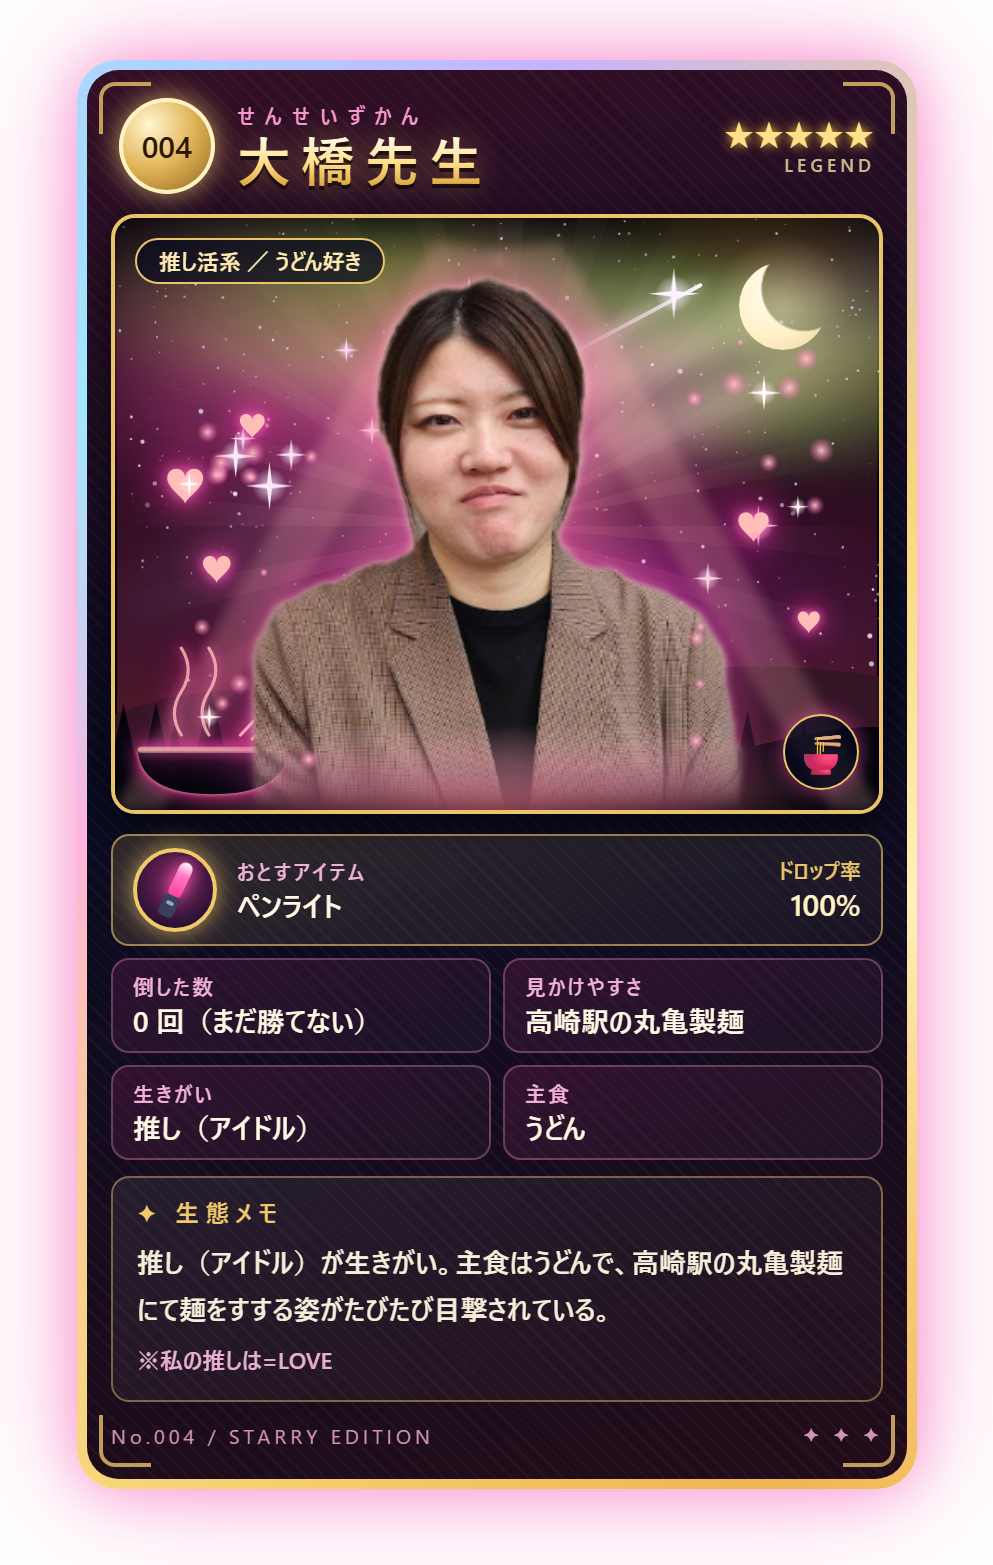 004
せんせいずかん
大橋先生
★★★★★
LEGEND
推し活系 ／ うどん好き
おとすアイテム
ペンライト
ドロップ率
100%
倒した数
0 回（まだ勝てない）
見かけやすさ
高崎駅の丸亀製麺
生きがい
推し（アイドル）
主食
うどん
✦ 生態メモ
推し（アイドル）が生きがい。主食はうどんで、高崎駅の丸亀製麺
にて麺をすする姿がたびたび目撃されている。
※私の推しは=LOVE
No.004 / STARRY EDITION
✦ ✦ ✦